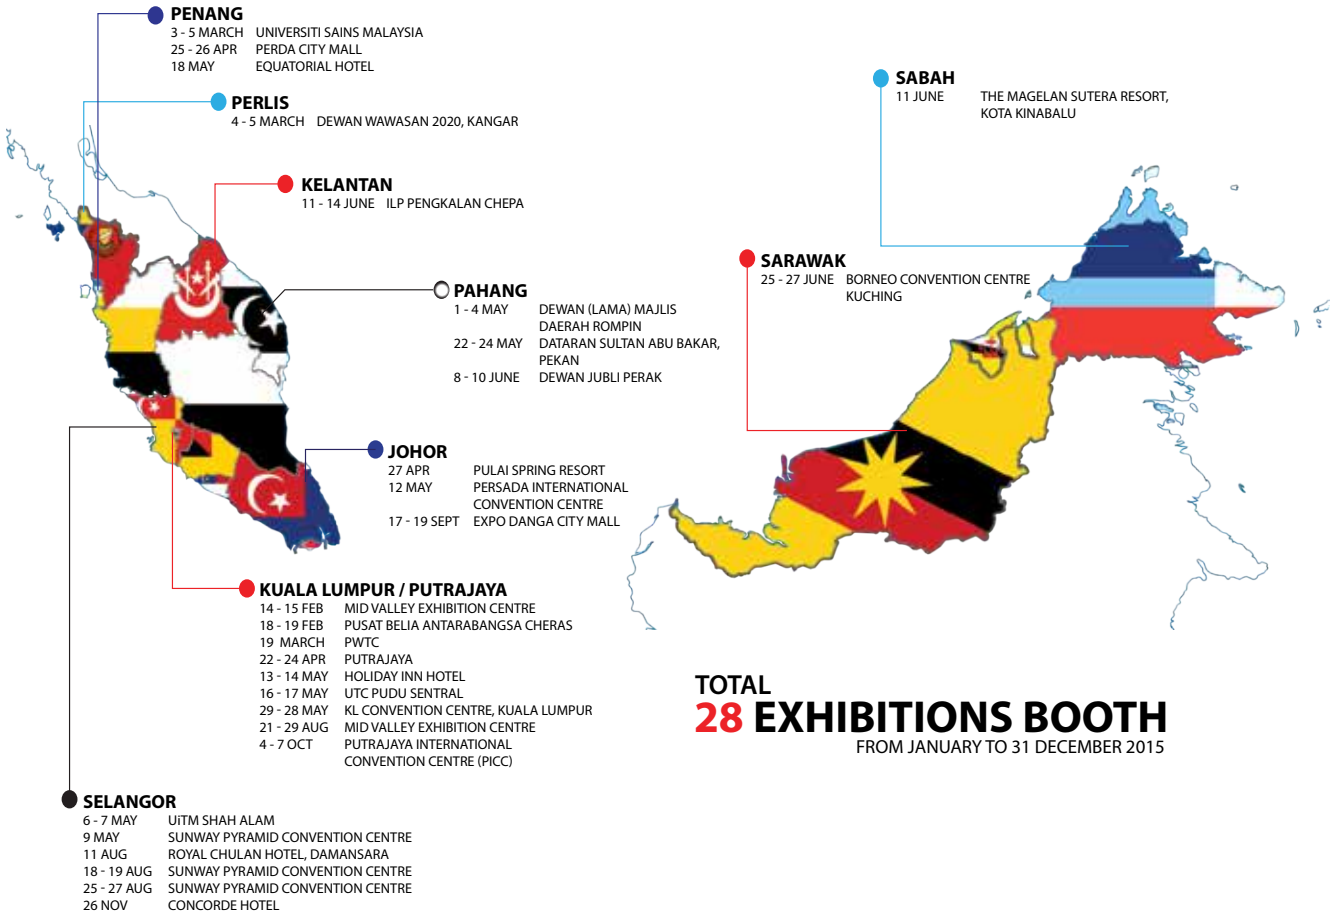 PENANG
3 - 5 MARCH UNIVERSITI SAINS MALAYSIA
25 - 26 APR PERDA CITY MALL
18 MAY EQUATORIAL HOTEL
PERLIS
4 - 5 MARCH DEWAN WAWASAN 2020, KANGAR
KELANTAN
11 - 14 JUNE ILP PENGKALAN CHEPA
PAHANG
1 - 4 MAY DEWAN (LAMA) MAJLIS
DAERAH ROMPIN
22 - 24 MAY DATARAN SULTAN ABU BAKAR,
PEKAN
8 - 10 JUNE DEWAN JUBLI PERAK
JOHOR
27 APR PULAI SPRING RESORT
12 MAY PERSADA INTERNATIONAL
CONVENTION CENTRE
17 - 19 SEPT EXPO DANGA CITY MALL
KUALA LUMPUR / PUTRAJAYA
14 - 15 FEB MID VALLEY EXHIBITION CENTRE
18 - 19 FEB PUSAT BELIA ANTARABANGSA CHERAS
19 MARCH PWTC
22 - 24 APR PUTRAJAYA
13 - 14 MAY HOLIDAY INN HOTEL
16 - 17 MAY UTC PUDU SENTRAL
29 - 28 MAY KL CONVENTION CENTRE, KUALA LUMPUR
21 - 29 AUG MID VALLEY EXHIBITION CENTRE
4 - 7 OCT PUTRAJAYA INTERNATIONAL
CONVENTION CENTRE (PICC)
SELANGOR
6 - 7 MAY UiTM SHAH ALAM
9 MAY SUNWAY PYRAMID CONVENTION CENTRE
11 AUG ROYAL CHULAN HOTEL, DAMANSARA
18 - 19 AUG SUNWAY PYRAMID CONVENTION CENTRE
25 - 27 AUG SUNWAY PYRAMID CONVENTION CENTRE
26 NOV CONCORDE HOTEL
SABAH
11 JUNE THE MAGELAN SUTERA RESORT,
KOTA KINABALU
SARAWAK
25 - 27 JUNE BORNEO CONVENTION CENTRE
KUCHING
TOTAL
28 EXHIBITIONS BOOTH
FROM JANUARY TO 31 DECEMBER 2015